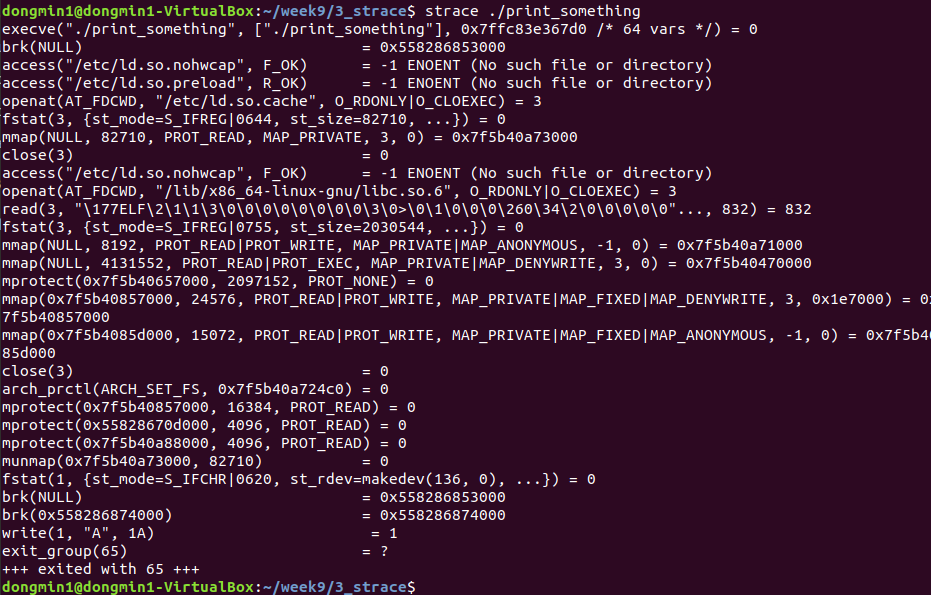 dongmin1@dongmin1-VirtualBox:~/week9/3_strace$ strace ./print_something
execve("./print_something", ["./print_something"], 0x7ffc83e367d0 /* 64 vars */) = 0
brk(NULL)                               = 0x558286853000
access("/etc/ld.so.nohwcap", F_OK)      = -1 ENOENT (No such file or directory)
access("/etc/ld.so.preload", R_OK)      = -1 ENOENT (No such file or directory)
openat(AT_FDCWD, "/etc/ld.so.cache", O_RDONLY|O_CLOEXEC) = 3
fstat(3, {st_mode=S_IFREG|0644, st_size=82710, ...}) = 0
mmap(NULL, 82710, PROT_READ, MAP_PRIVATE, 3, 0) = 0x7f5b40a73000
close(3)                                = 0
access("/etc/ld.so.nohwcap", F_OK)      = -1 ENOENT (No such file or directory)
openat(AT_FDCWD, "/lib/x86_64-linux-gnu/libc.so.6", O_RDONLY|O_CLOEXEC) = 3
read(3, "\177ELF\2\1\1\3\0\0\0\0\0\0\0\0\3\0>\0\1\0\0\0\260\34\2\0\0\0\0\0"..., 832) = 832
fstat(3, {st_mode=S_IFREG|0755, st_size=2030544, ...}) = 0
mmap(NULL, 8192, PROT_READ|PROT_WRITE, MAP_PRIVATE|MAP_ANONYMOUS, -1, 0) = 0x7f5b40a71000
mmap(NULL, 4131552, PROT_READ|PROT_EXEC, MAP_PRIVATE|MAP_DENYWRITE, 3, 0) = 0x7f5b40470000
mprotect(0x7f5b40657000, 2097152, PROT_NONE) = 0
mmap(0x7f5b40857000, 24576, PROT_READ|PROT_WRITE, MAP_PRIVATE|MAP_FIXED|MAP_DENYWRITE, 3, 0x1e7000) = 0x
7f5b40857000
mmap(0x7f5b4085d000, 15072, PROT_READ|PROT_WRITE, MAP_PRIVATE|MAP_FIXED|MAP_ANONYMOUS, -1, 0) = 0x7f5b40
85d000
close(3)                                = 0
arch_prctl(ARCH_SET_FS, 0x7f5b40a724c0) = 0
mprotect(0x7f5b40857000, 16384, PROT_READ) = 0
mprotect(0x55828670d000, 4096, PROT_READ) = 0
mprotect(0x7f5b40a88000, 4096, PROT_READ) = 0
munmap(0x7f5b40a73000, 82710)           = 0
fstat(1, {st_mode=S_IFCHR|0620, st_rdev=makedev(136, 0), ...}) = 0
brk(NULL)                               = 0x558286853000
brk(0x558286874000)                     = 0x558286874000
write(1, "A", 1A)                        = 1
exit_group(65)                          = ?
+++ exited with 65 +++
dongmin1@dongmin1-VirtualBox:~/week9/3_strace$